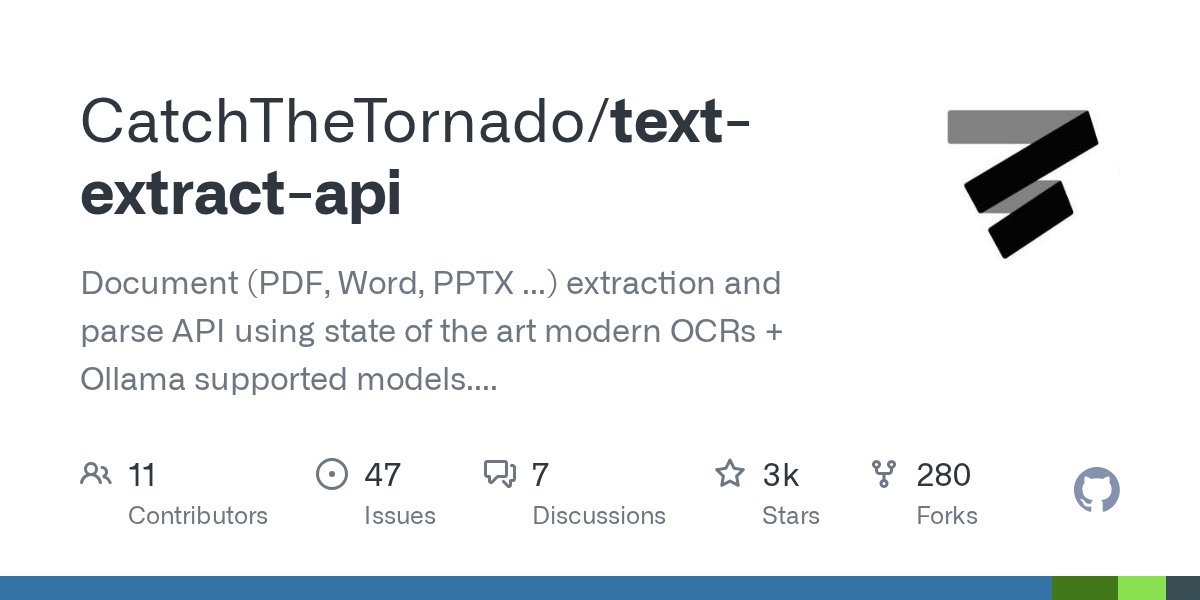 CatchTheTornado/text-
extract-api
Document (PDF, Word, PPTX ...) extraction and
parse API using state of the art modern OCRs +
Ollama supported models....
11 47 7 3k 280
Contributors Issues Discussions Stars Forks